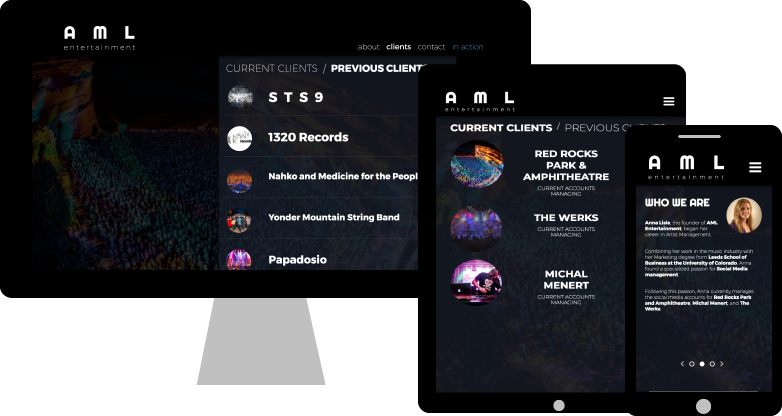 A M L
entertainment
about clients contact in action
CURRENT CLIENTS / PREVIOUS CLIENTS
STS9
1320 Records
Nahko and Medicine for the Peopl
Yonder Mountain String Band
Papadosio
A M L
entertainment
CURRENT CLIENTS / PREVIOUS CLIENTS
RED ROCKS
PARK &
AMPHITHEATRE
CURRENT ACCOUNTS
MANAGING
THE WERKS
CURRENT ACCOUNTS
MANAGING
MICHAL
MENERT
CURRENT ACCOUNTS
MANAGING
A M L
entertainment
WHO WE ARE
Anna Lisle, the founder of AML
Entertainment, began her
career in Artist Management.
Combining her work in the music industry with
her Marketing degree from Leeds School of
Business at the University of Colorado, Anna
found a specialized passion for Social Media
management.
Following this passion, Anna currently manages
the social media accounts for Red Rocks Park
and Amphitheatre, Michal Menert, and The
Werks